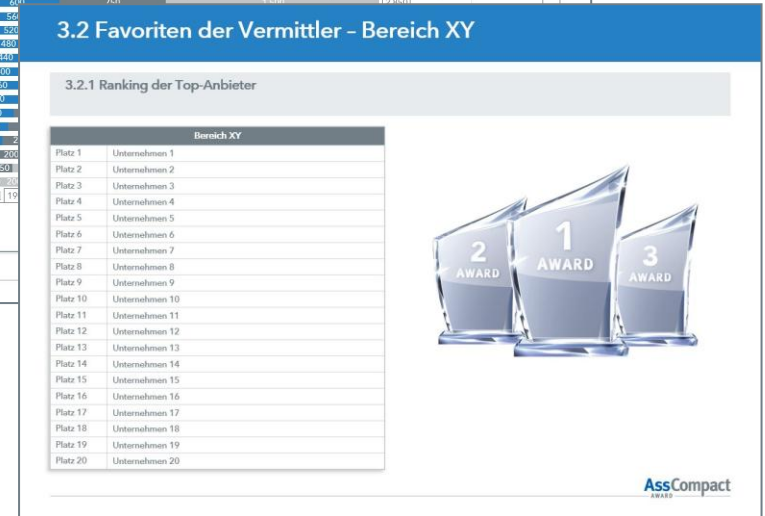 3.2 Favoriten der Vermittler – Bereich XY
3.2.1 Ranking der Top-Anbieter
Bereich XY
Platz 1 Unternehmen 1
Platz 2 Unternehmen 2
Platz 3 Unternehmen 3
Platz 4 Unternehmen 4
Platz 5 Unternehmen 5
Platz 6 Unternehmen 6
Platz 7 Unternehmen 7
Platz 8 Unternehmen 8
Platz 9 Unternehmen 9
Platz 10 Unternehmen 10
Platz 11 Unternehmen 11
Platz 12 Unternehmen 12
Platz 13 Unternehmen 13
Platz 14 Unternehmen 14
Platz 15 Unternehmen 15
Platz 16 Unternehmen 16
Platz 17 Unternehmen 17
Platz 18 Unternehmen 18
Platz 19 Unternehmen 19
Platz 20 Unternehmen 20
2
AWARD
1
AWARD
3
AWARD
AssCompact
AWARD
520
480
200